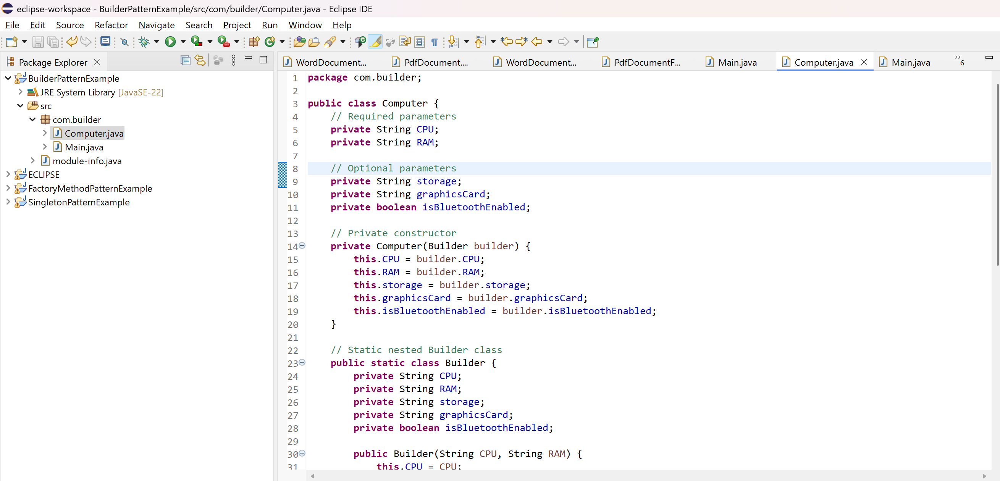 eclipse-workspace - BuilderPatternExample/src/com/builder/Computer.java - Eclipse IDE
File Edit Source Refactor Navigate Search Project Run Window Help
Package Explorer
BuilderPatternExample
JRE System Library [JavaSE-22]
src
com.builder
Computer.java
Main.java
module-info.java
ECLIPSE
FactoryMethodPatternExample
SingletonPatternExample
WordDocument... PdfDocument.... WordDocument... PdfDocumentF... Main.java Computer.java Main.java »6
1 package com.builder;
2
3 public class Computer {
4     // Required parameters
5     private String CPU;
6     private String RAM;
7
8     // Optional parameters
9     private String storage;
10     private String graphicsCard;
11     private boolean isBluetoothEnabled;
12
13     // Private constructor
14     private Computer(Builder builder) {
15         this.CPU = builder.CPU;
16         this.RAM = builder.RAM;
17         this.storage = builder.storage;
18         this.graphicsCard = builder.graphicsCard;
19         this.isBluetoothEnabled = builder.isBluetoothEnabled;
20     }
21
22     // Static nested Builder class
23     public static class Builder {
24         private String CPU;
25         private String RAM;
26         private String storage;
27         private String graphicsCard;
28         private boolean isBluetoothEnabled;
29
30         public Builder(String CPU, String RAM) {
31             this.CPU = CPU;